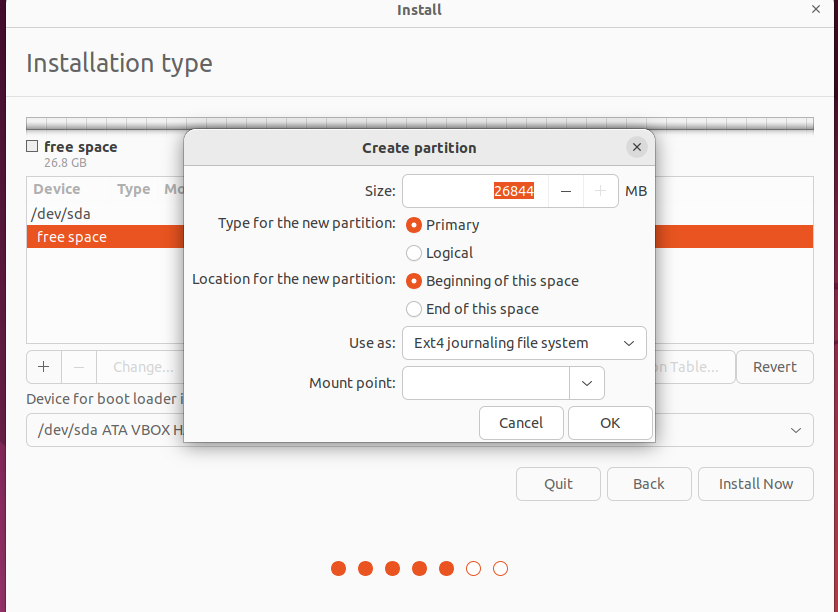 Install
Installation type
free space
26.8 GB
Device Type Mo
/dev/sda
free space
Create partition
Size: 26844 MB
Type for the new partition: Primary
Logical
Location for the new partition: Beginning of this space
End of this space
Use as: Ext4 journaling file system
Mount point:
Cancel OK
+ – Change... on Table... Revert
Device for boot loader i
/dev/sda ATA VBOX H
Quit Back Install Now